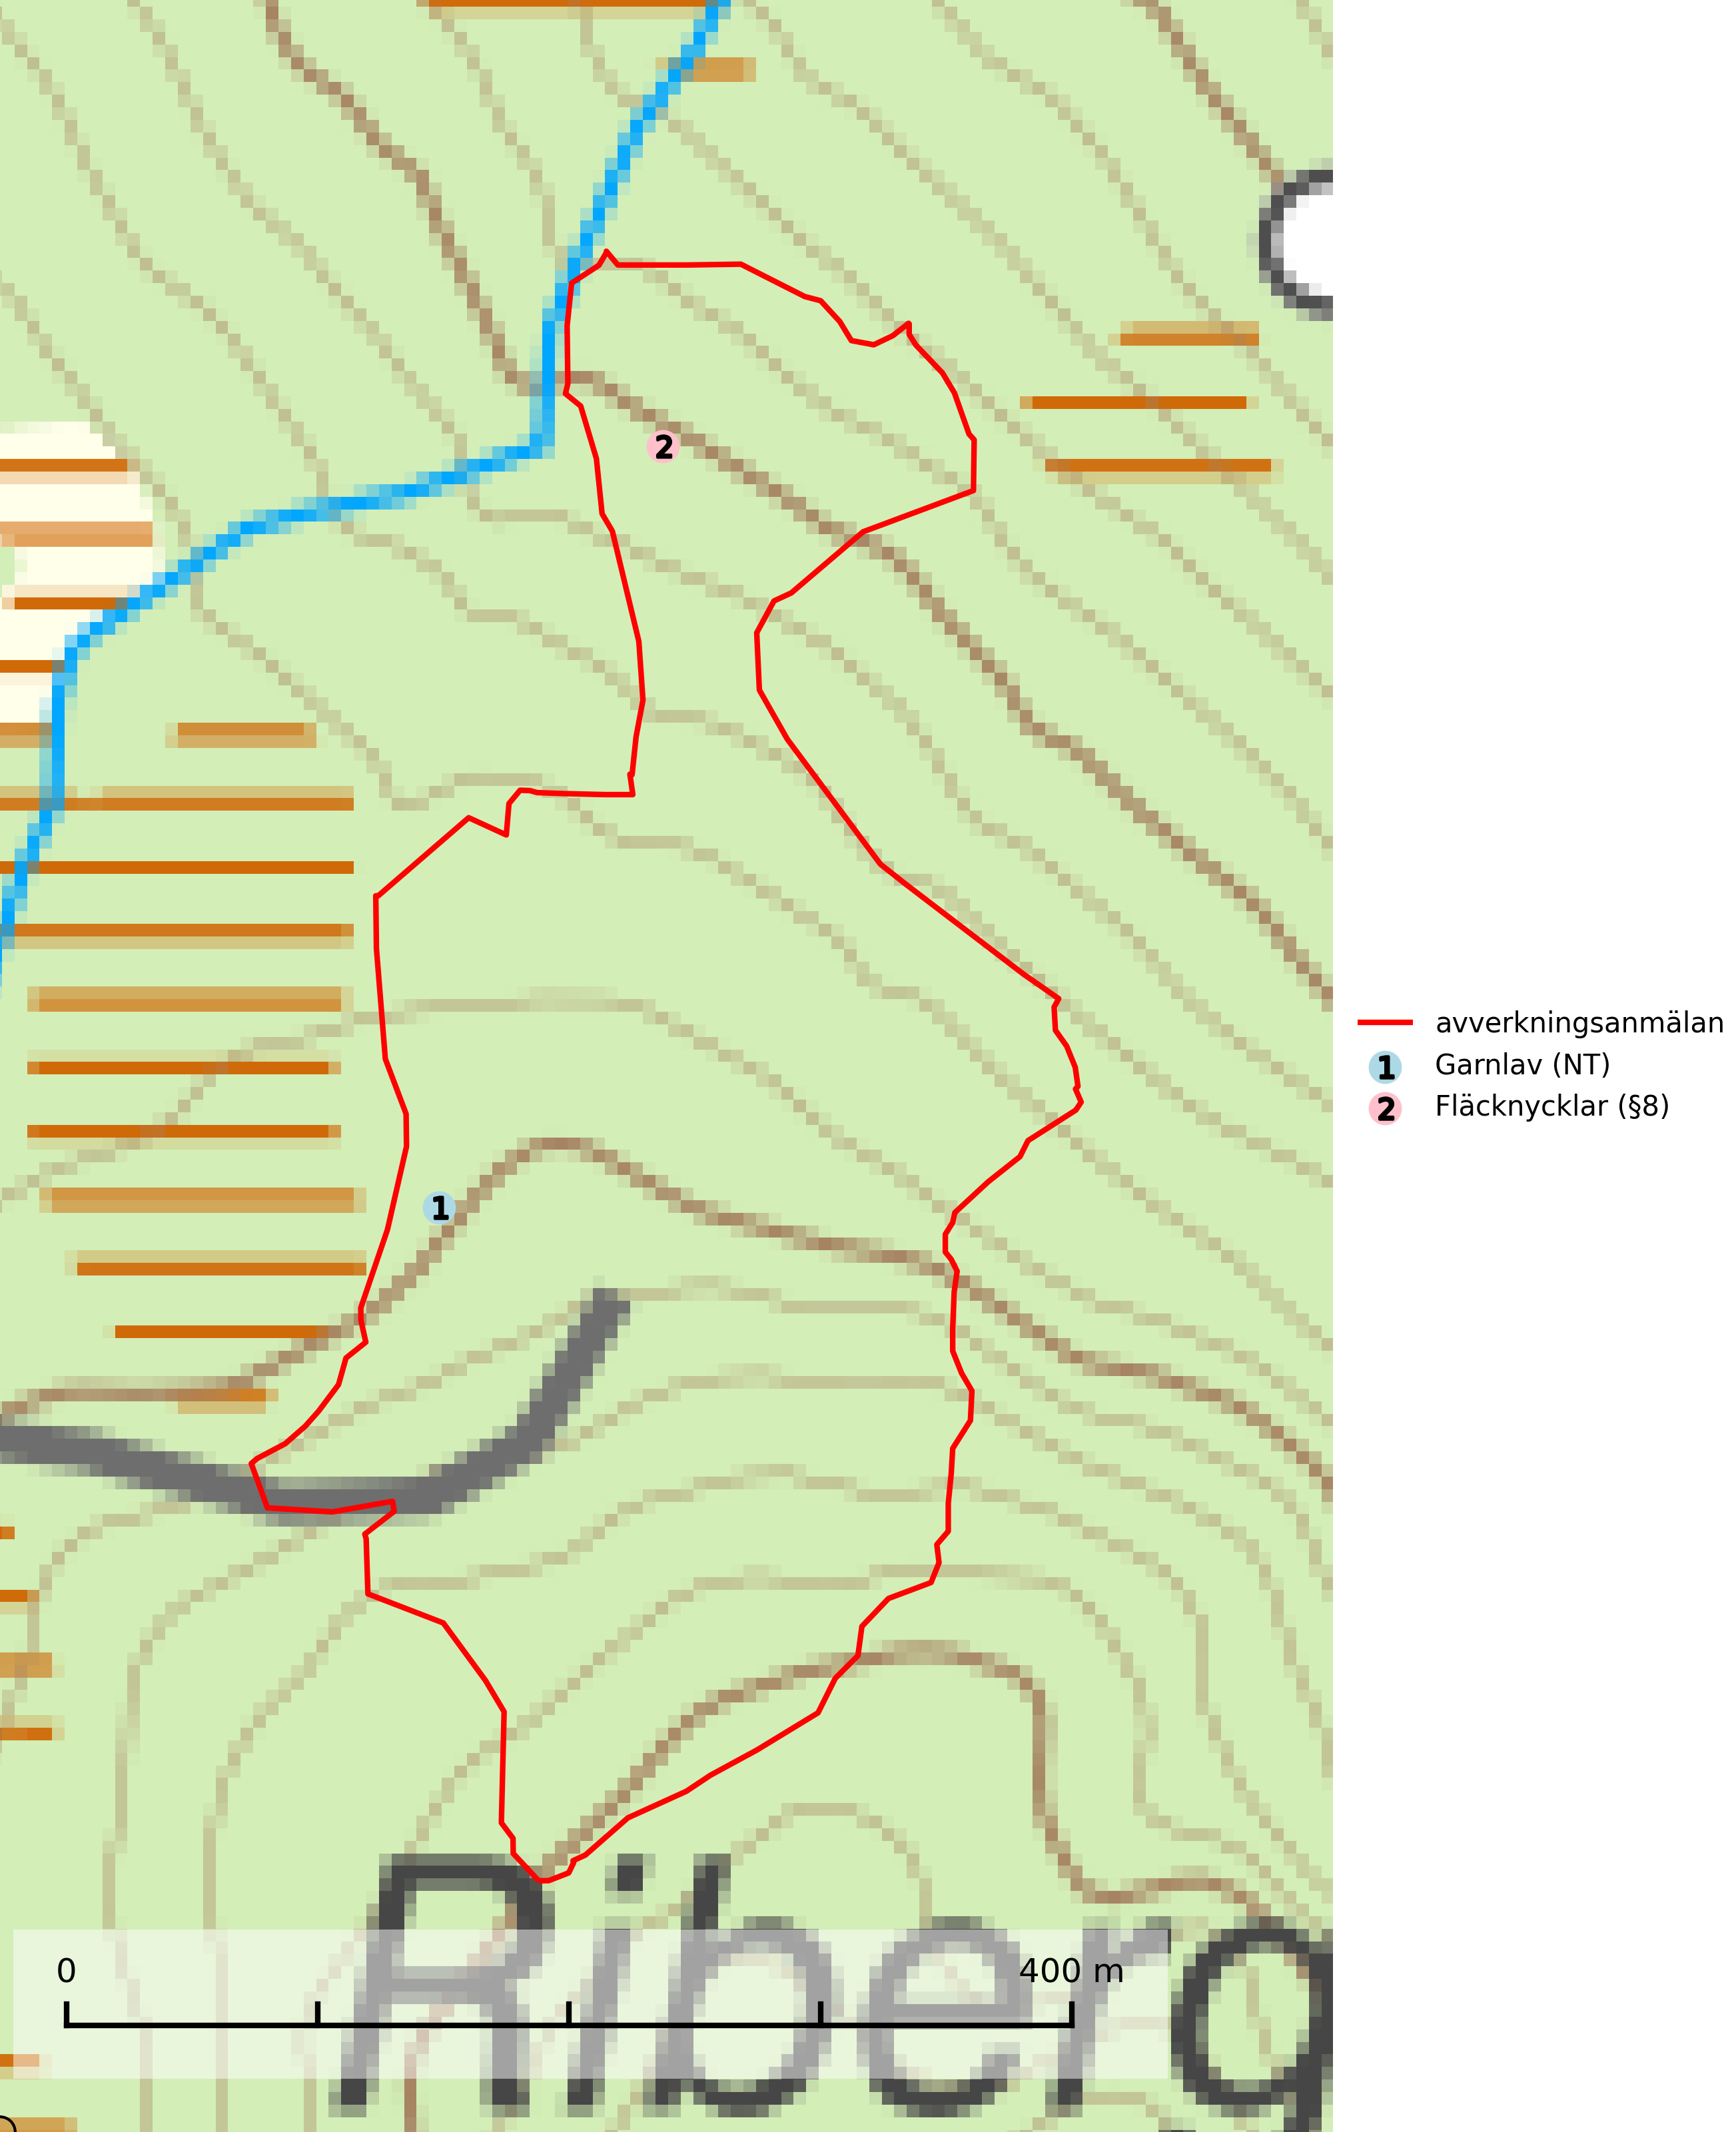 2
1
Riberg
0
400 m
avverkningsanmälan
1 Garnlav (NT)
2 Fläcknycklar (§8)